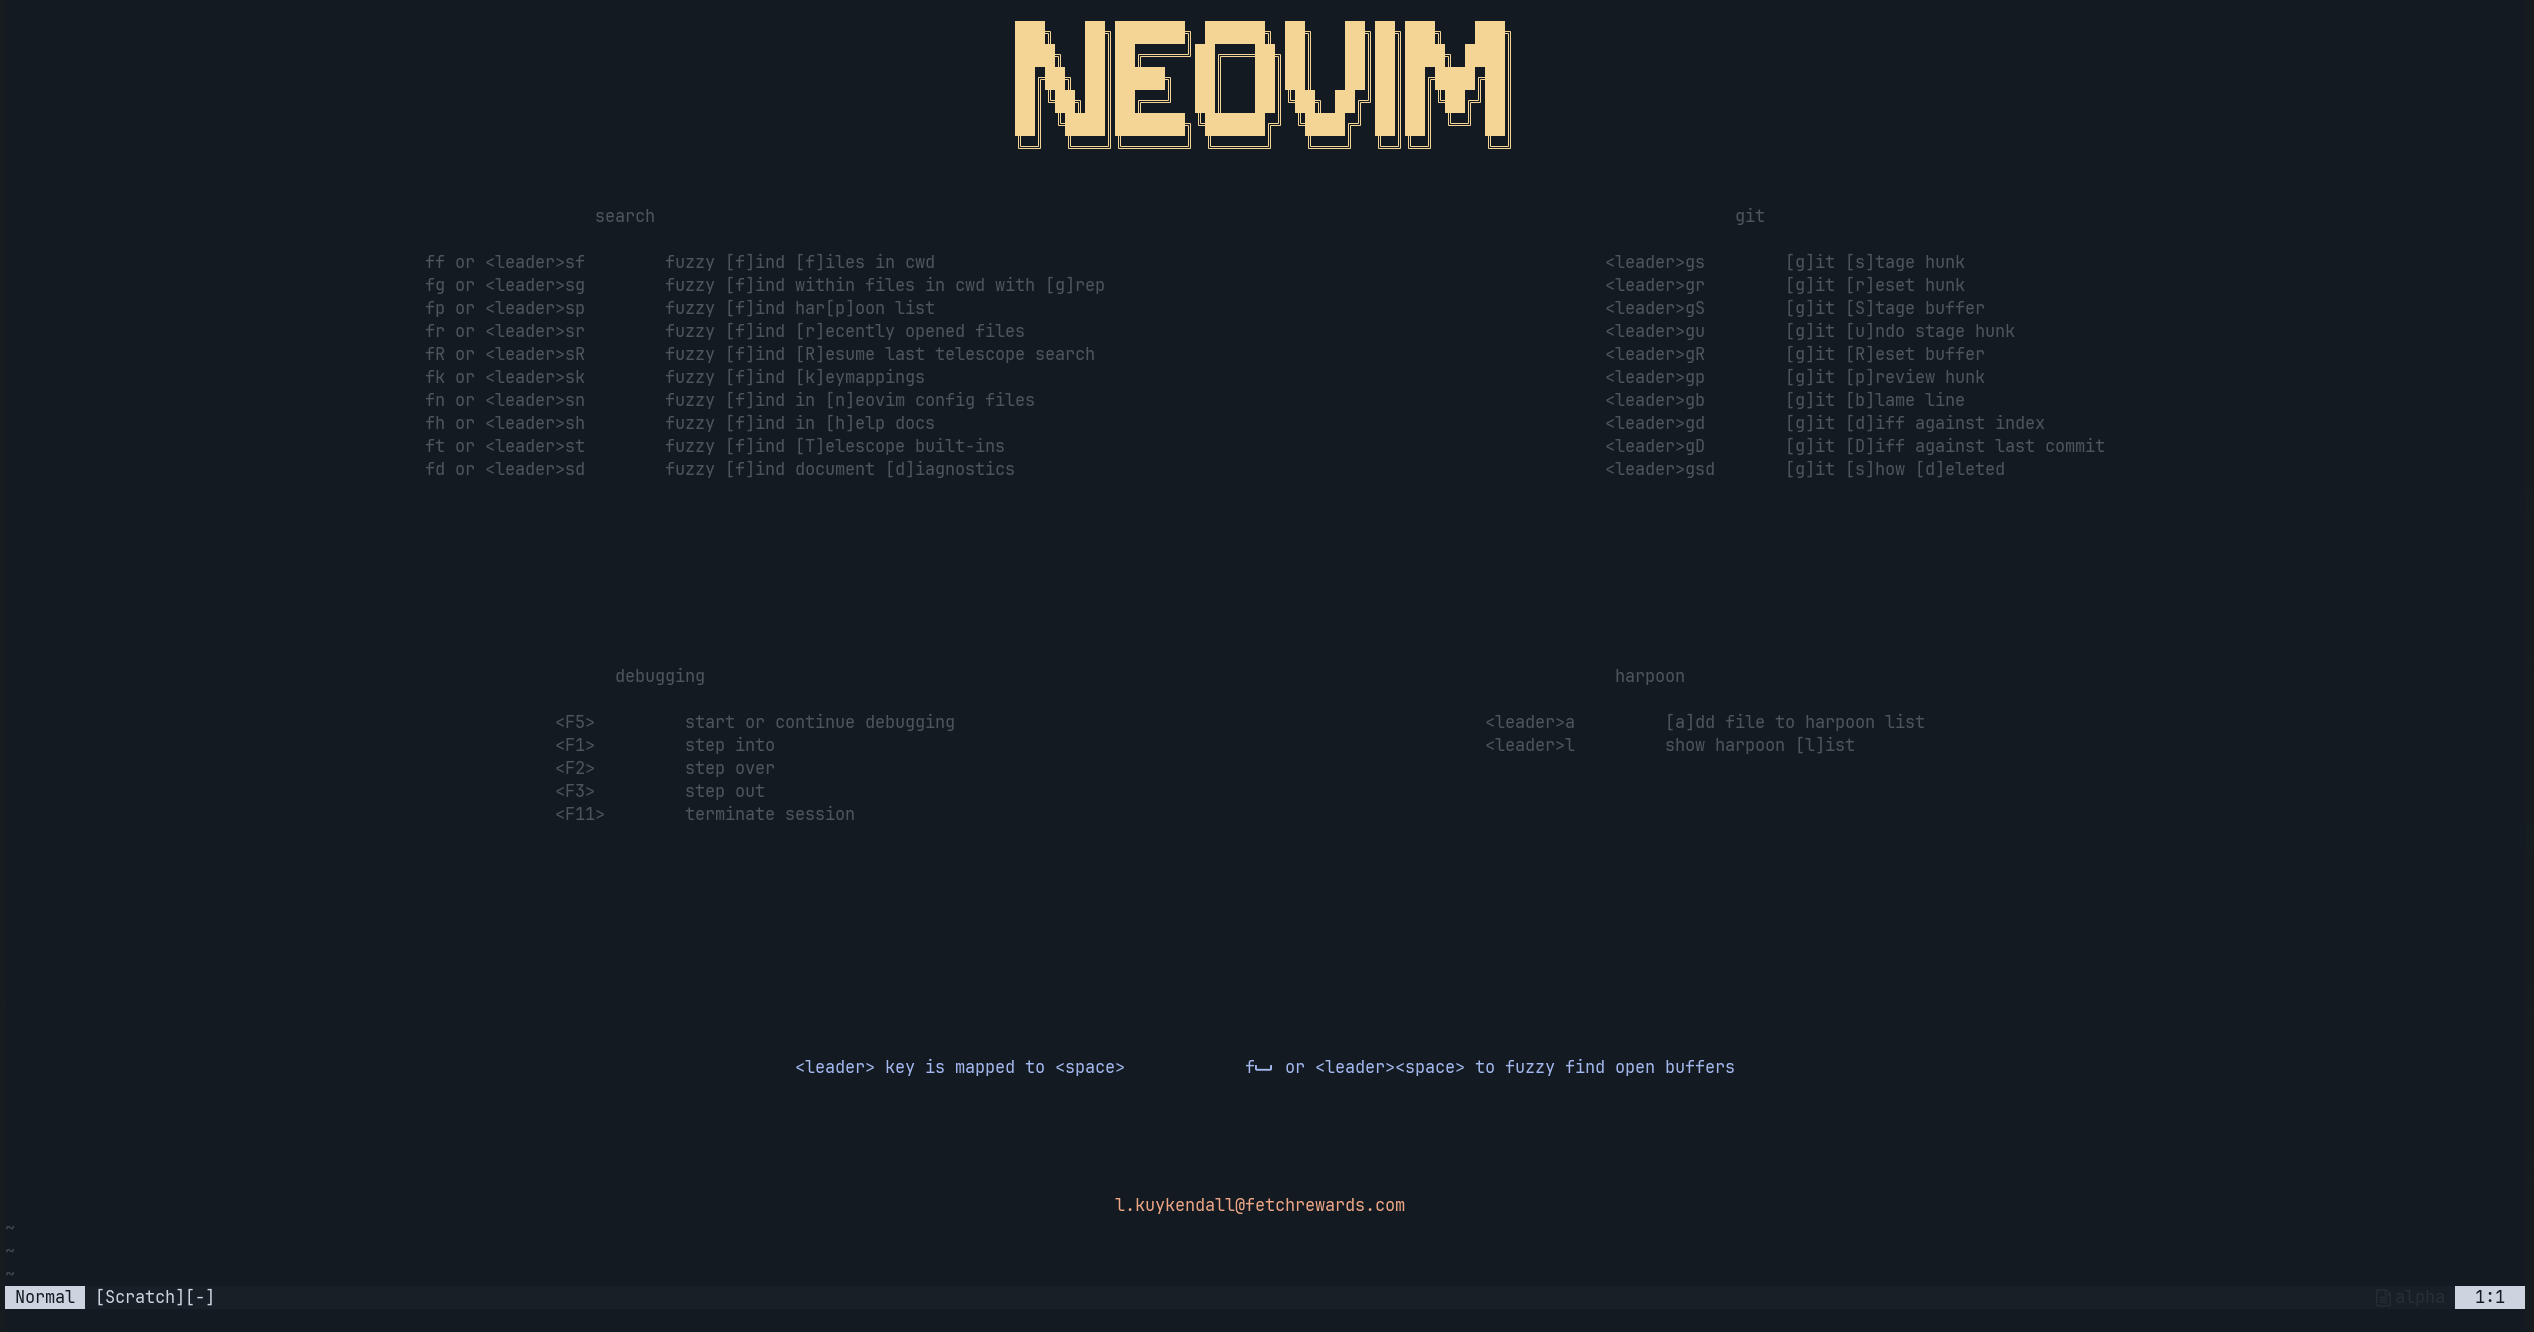 NEOVIM
search
ff or <leader>sf fuzzy [f]ind [f]iles in cwd
fg or <leader>sg fuzzy [f]ind within files in cwd with [g]rep
fp or <leader>sp fuzzy [f]ind har[p]oon list
fr or <leader>sr fuzzy [f]ind [r]ecently opened files
fR or <leader>sR fuzzy [f]ind [R]esume last telescope search
fk or <leader>sk fuzzy [f]ind [k]eymappings
fn or <leader>sn fuzzy [f]ind in [n]eovim config files
fh or <leader>sh fuzzy [f]ind in [h]elp docs
ft or <leader>st fuzzy [f]ind [T]elescope built-ins
fd or <leader>sd fuzzy [f]ind document [d]iagnostics
git
<leader>gs [g]it [s]tage hunk
<leader>gr [g]it [r]eset hunk
<leader>gS [g]it [S]tage buffer
<leader>gu [g]it [u]ndo stage hunk
<leader>gR [g]it [R]eset buffer
<leader>gp [g]it [p]review hunk
<leader>gb [g]it [b]lame line
<leader>gd [g]it [d]iff against index
<leader>gD [g]it [D]iff against last commit
<leader>gsd [g]it [s]how [d]eleted
debugging
<F5> start or continue debugging
<F1> step into
<F2> step over
<F3> step out
<F11> terminate session
harpoon
<leader>a [a]dd file to harpoon list
<leader>l show harpoon [l]ist
<leader> key is mapped to <space> f⎵ or <leader><space> to fuzzy find open buffers
l.kuykendall@fetchrewards.com
~
~
~
Normal [Scratch][-] alpha 1:1